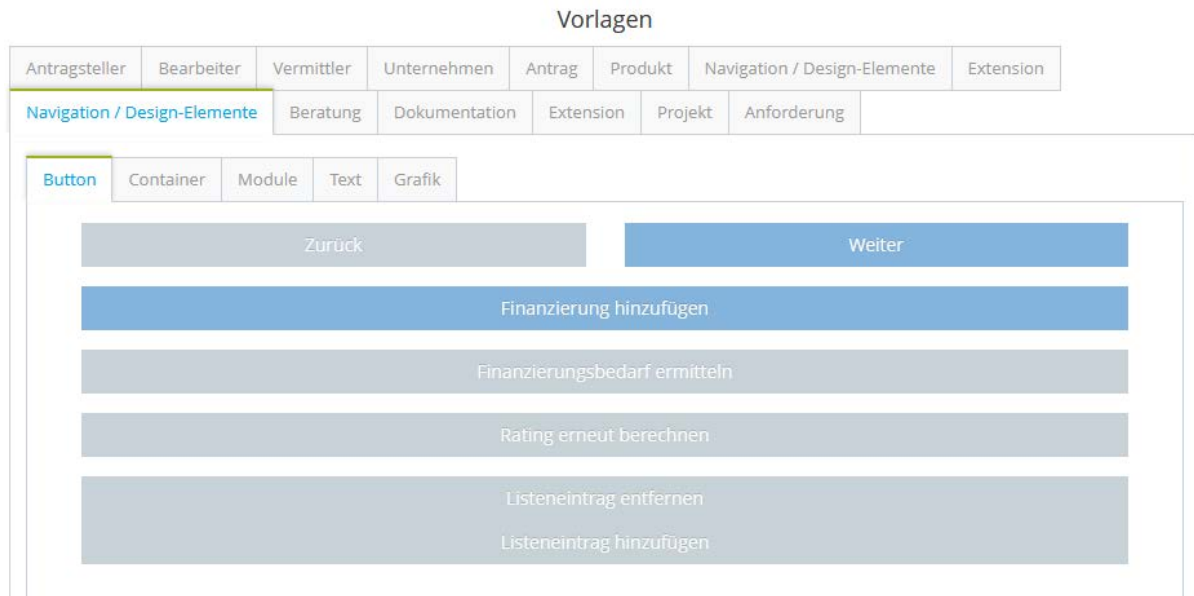 Vorlagen
Antragsteller Bearbeiter Vermittler Unternehmen Antrag Produkt Navigation / Design-Elemente Extension
Navigation / Design-Elemente Beratung Dokumentation Extension Projekt Anforderung
Button Container Module Text Grafik
Zurück Weiter
Finanzierung hinzufügen
Finanzierungsbedarf ermitteln
Rating erneut berechnen
Listeneintrag entfernen
Listeneintrag hinzufügen